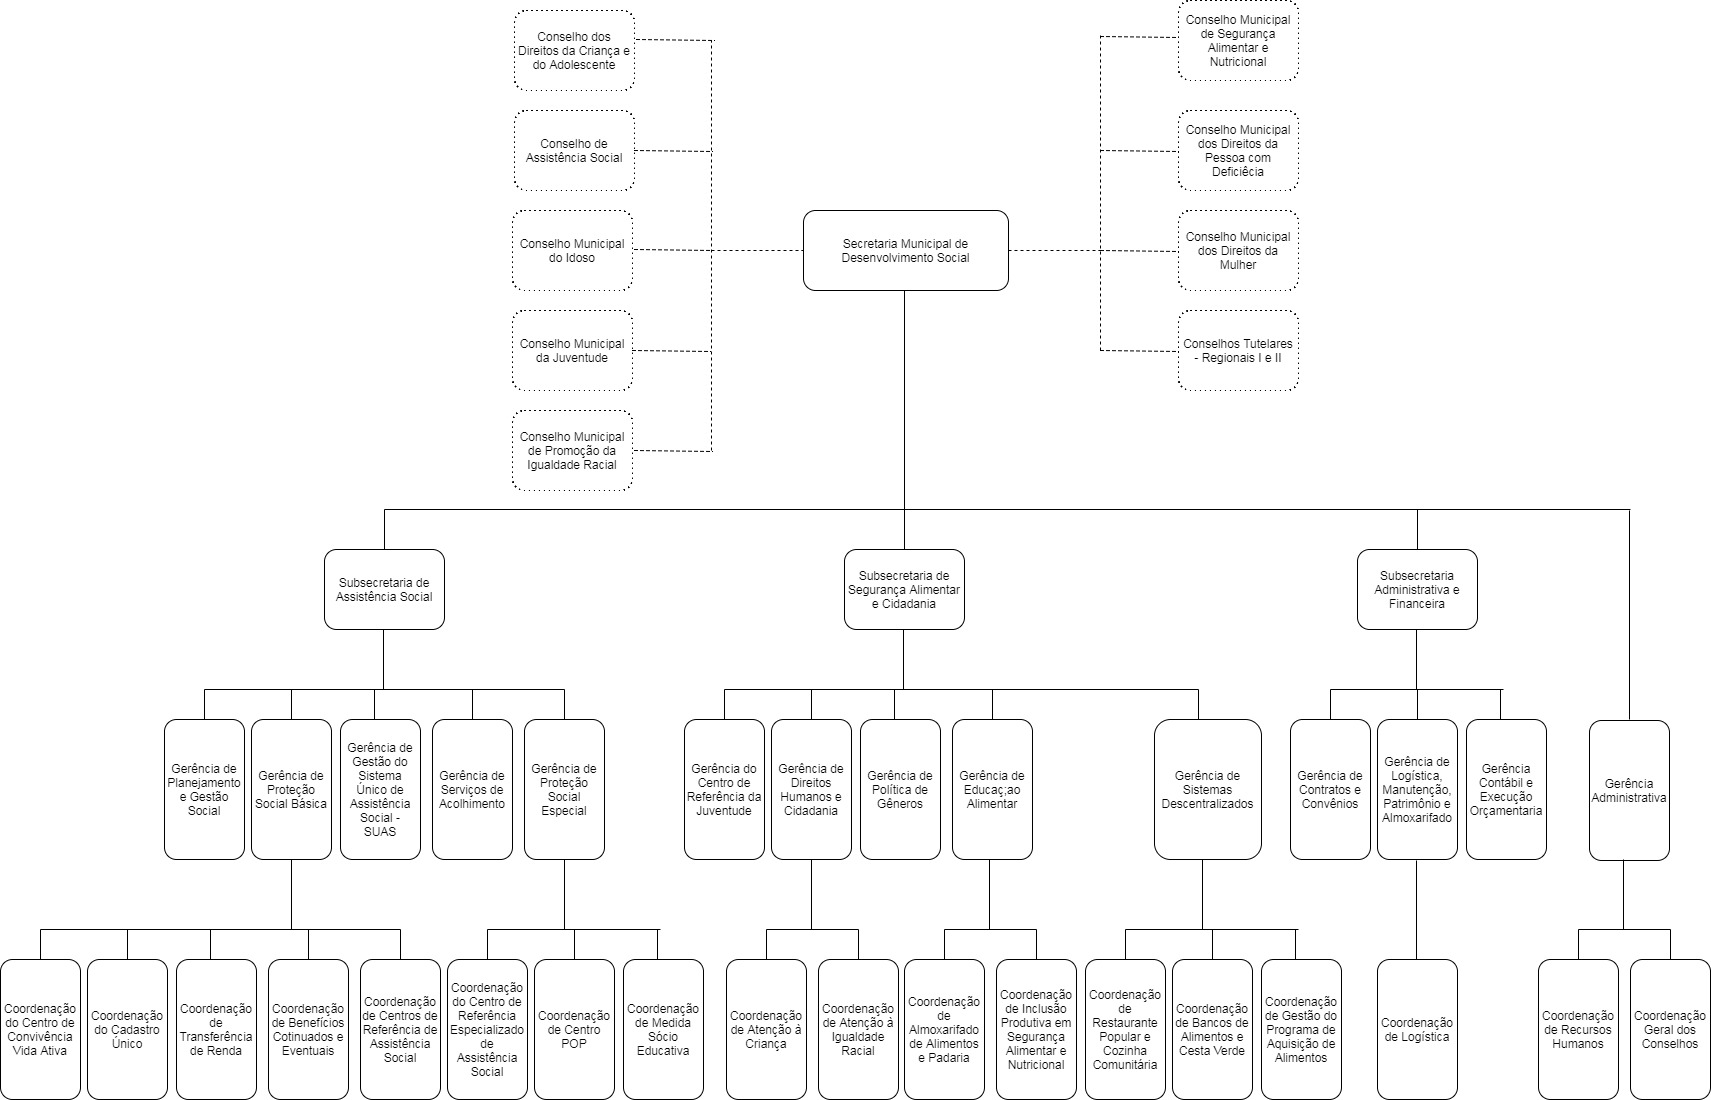 Conselho dos
Direitos da Criança e
do Adolescente
Conselho Municipal
de Segurança
Alimentar e
Nutricional
Conselho de
Assistência Social
Conselho Municipal
dos Direitos da
Pessoa com
Deficiêcia
Conselho Municipal
do Idoso
Secretaria Municipal de
Desenvolvimento Social
Conselho Municipal
dos Direitos da
Mulher
Conselho Municipal
da Juventude
Conselhos Tutelares
- Regionais I e II
Conselho Municipal
de Promoção da
Igualdade Racial
Subsecretaria de
Assistência Social
Subsecretaria de
Segurança Alimentar
e Cidadania
Subsecretaria
Administrativa e
Financeira
Gerência de
Planejamento
e Gestão
Social
Gerência de
Proteção
Social Básica
Gerência de
Gestão do
Sistema
Único de
Assistência
Social -
SUAS
Gerência de
Serviços de
Acolhimento
Gerência de
Proteção
Social
Especial
Gerência do
Centro de
Referência da
Juventude
Gerência de
Direitos
Humanos e
Cidadania
Gerência de
Política de
Gêneros
Gerência de
Educaç;ao
Alimentar
Gerência de
Sistemas
Descentralizados
Gerência de
Contratos e
Convênios
Gerência de
Logística,
Manutenção,
Patrimônio e
Almoxarifado
Gerência
Contábil e
Execução
Orçamentaria
Gerência
Administrativa
Coordenação
do Centro de
Convivência
Vida Ativa
Coordenação
do Cadastro
Único
Coordenação
de
Transferência
de Renda
Coordenação
de Benefícios
Cotinuados e
Eventuais
Coordenação
de Centros de
Referência de
Assistência
Social
Coordenação
do Centro de
Referência
Especializado
de
Assistência
Social
Coordenação
de Centro
POP
Coordenação
de Medida
Sócio
Educativa
Coordenação
de Atenção à
Criança
Coordenação
de Atenção à
Igualdade
Racial
Coordenação
de
Almoxarifado
de Alimentos
e Padaria
Coordenação
de Inclusão
Produtiva em
Segurança
Alimentar e
Nutricional
Coordenação
de
Restaurante
Popular e
Cozinha
Comunitária
Coordenação
de Bancos de
Alimentos e
Cesta Verde
Coordenação
de Gestão do
Programa de
Aquisição de
Alimentos
Coordenação
de Logística
Coordenação
de Recursos
Humanos
Coordenação
Geral dos
Conselhos